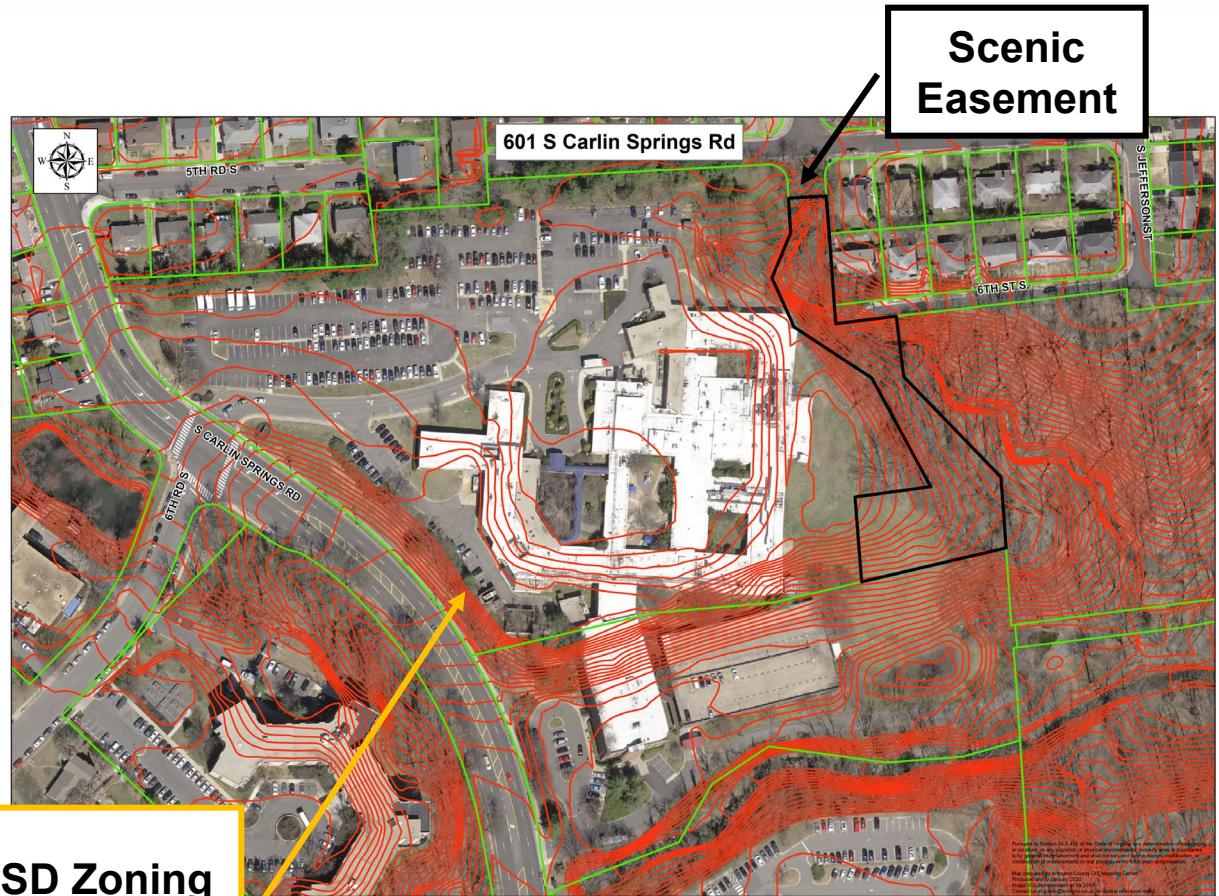 Scenic
Easement
601 S Carlin Springs Rd
N
W E
S
5TH RD S
S JEFFERSON ST
6TH ST S
S CARLIN SPRINGS RD
6TH RD S
SD Zoning